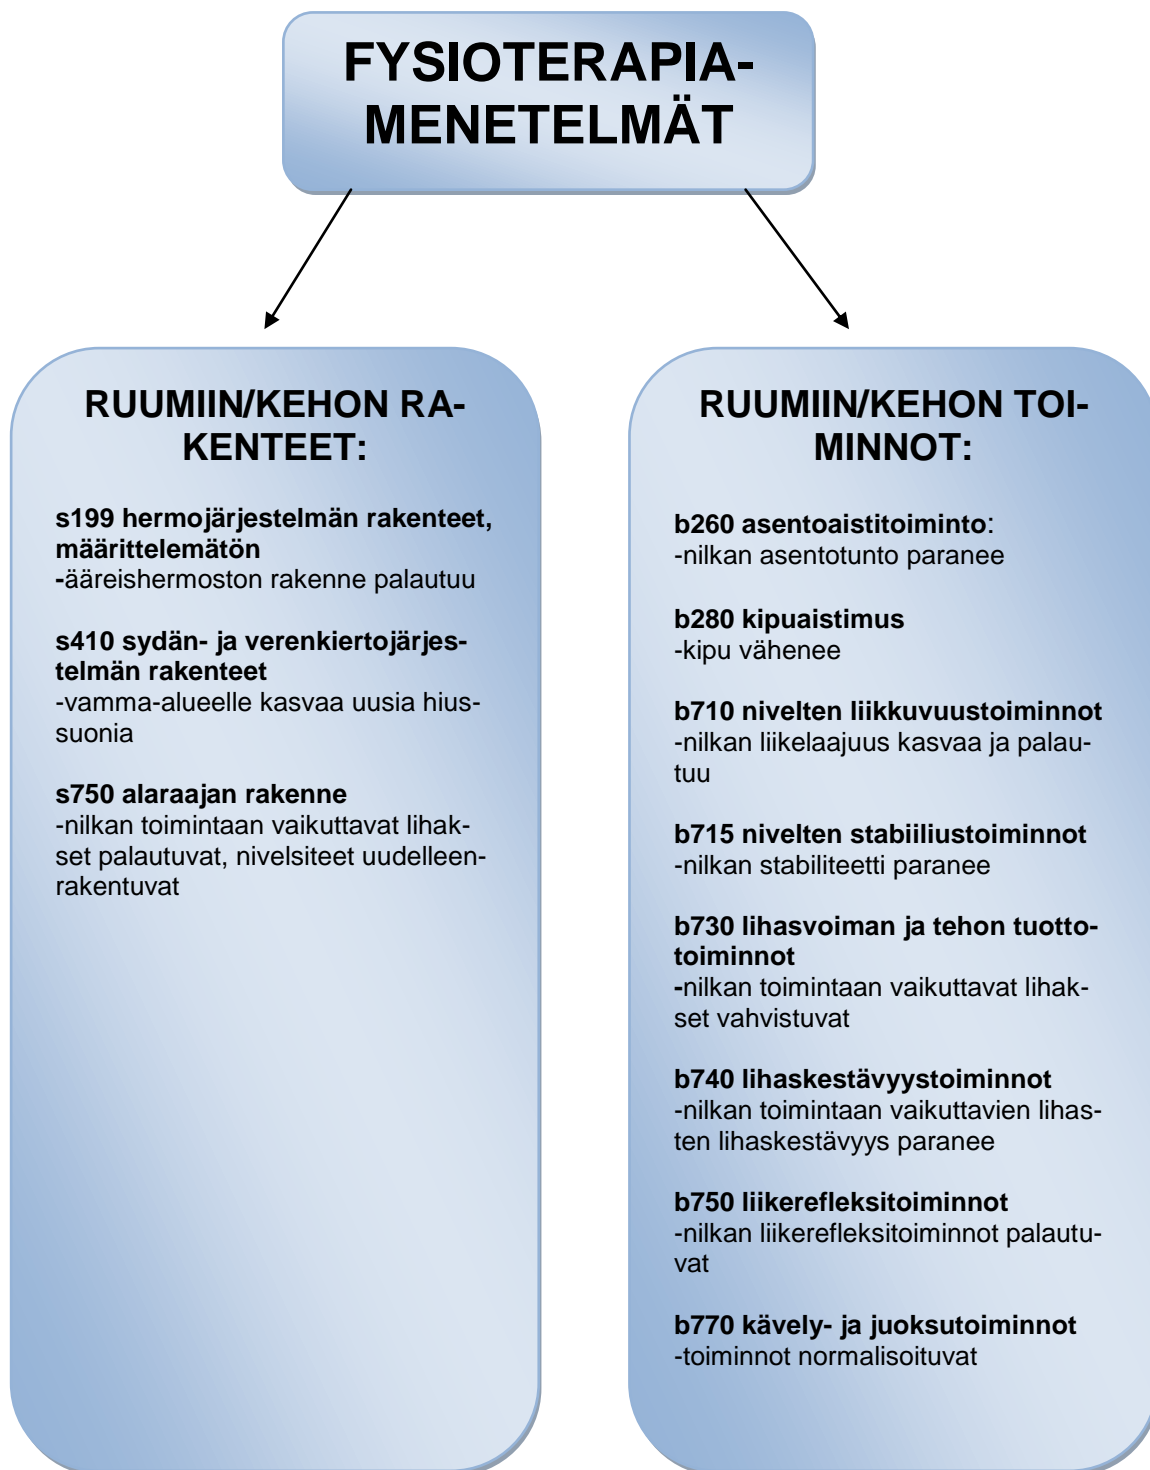 FYSIOTERAPIA-
MENETELMÄT
RUUMIIN/KEHON RA-
KENTEET:
s199 hermojärjestelmän rakenteet,
määrittelemätön
-ääreishermoston rakenne palautuu
s410 sydän- ja verenkiertojärjes-
telmän rakenteet
-vamma-alueelle kasvaa uusia hius-
suonia
s750 alaraajan rakenne
-nilkan toimintaan vaikuttavat lihak-
set palautuvat, nivelsiteet uudelleen-
rakentuvat
RUUMIIN/KEHON TOI-
MINNOT:
b260 asentoaistitoiminto:
-nilkan asentotunto paranee
b280 kipuaistimus
-kipu vähenee
b710 nivelten liikkuvuustoiminnot
-nilkan liikelaajuus kasvaa ja palau-
tuu
b715 nivelten stabiiliustoiminnot
-nilkan stabiliteetti paranee
b730 lihasvoiman ja tehon tuotto-
toiminnot
-nilkan toimintaan vaikuttavat lihak-
set vahvistuvat
b740 lihaskestävyystoiminnot
-nilkan toimintaan vaikuttavien lihas-
ten lihaskestävyys paranee
b750 liikerefleksitoiminnot
-nilkan liikerefleksitoiminnot palautu-
vat
b770 kävely- ja juoksutoiminnot
-toiminnot normalisoituvat